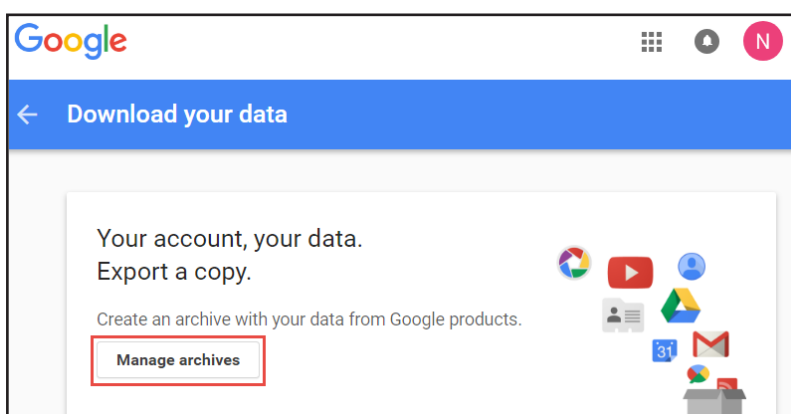 Google
N
Download your data
Your account, your data.
Export a copy.
Create an archive with your data from Google products.
Manage archives
31